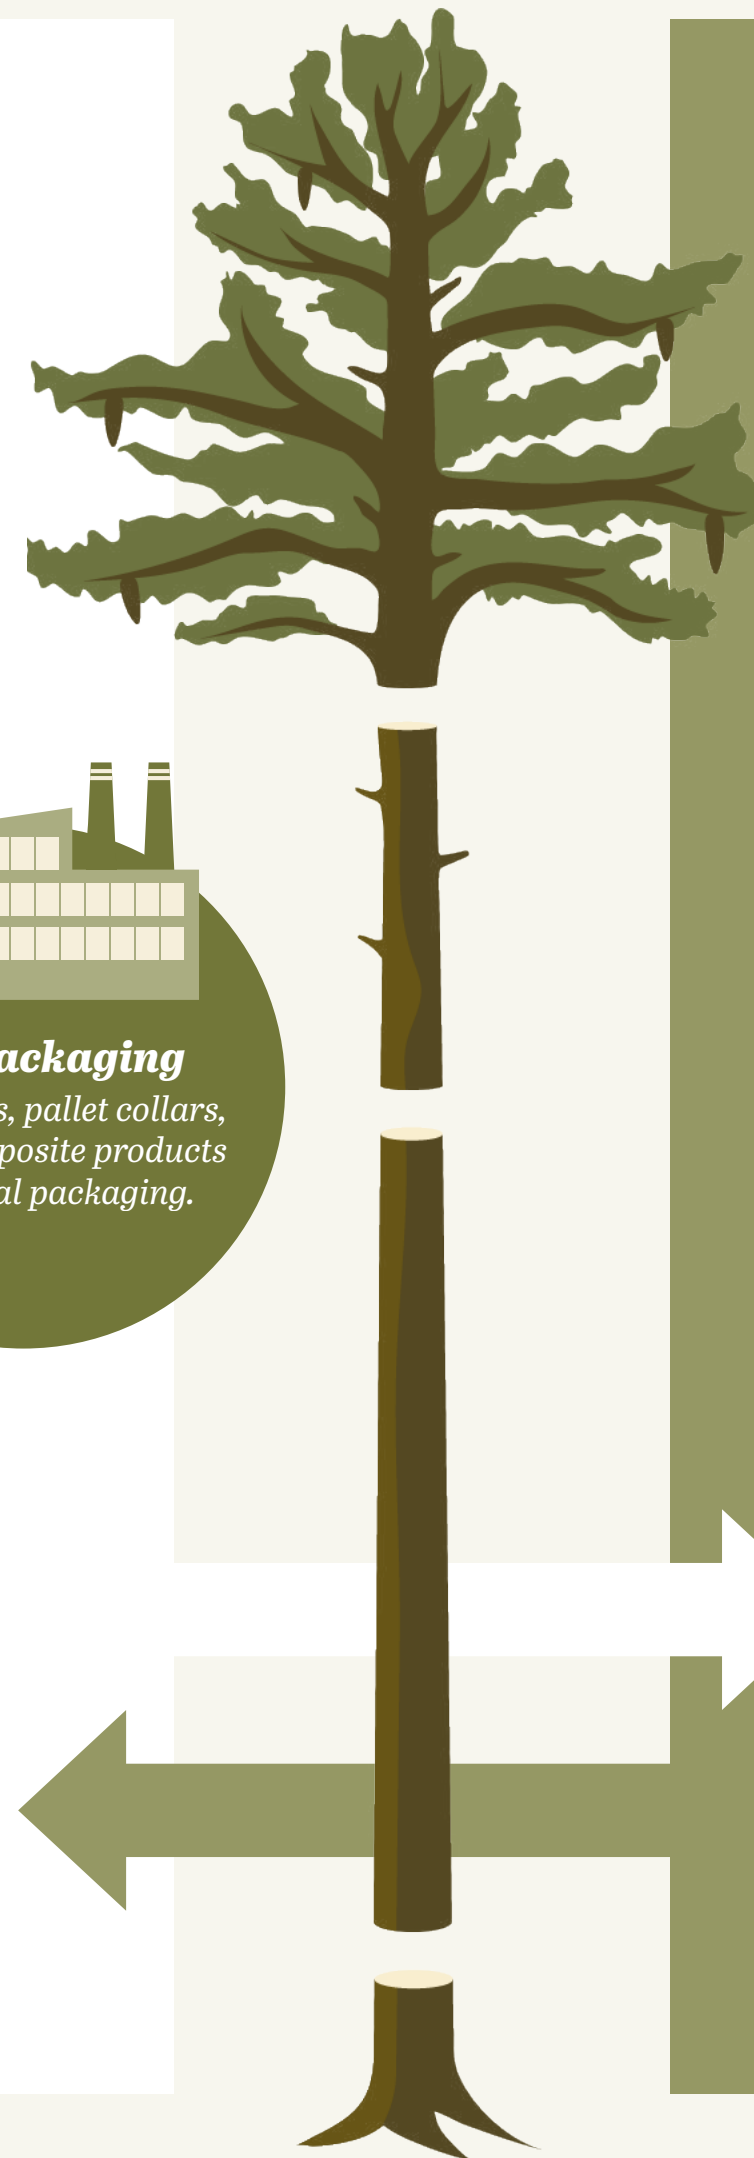 ackaging
s, pallet collars,
posite products
al packaging.